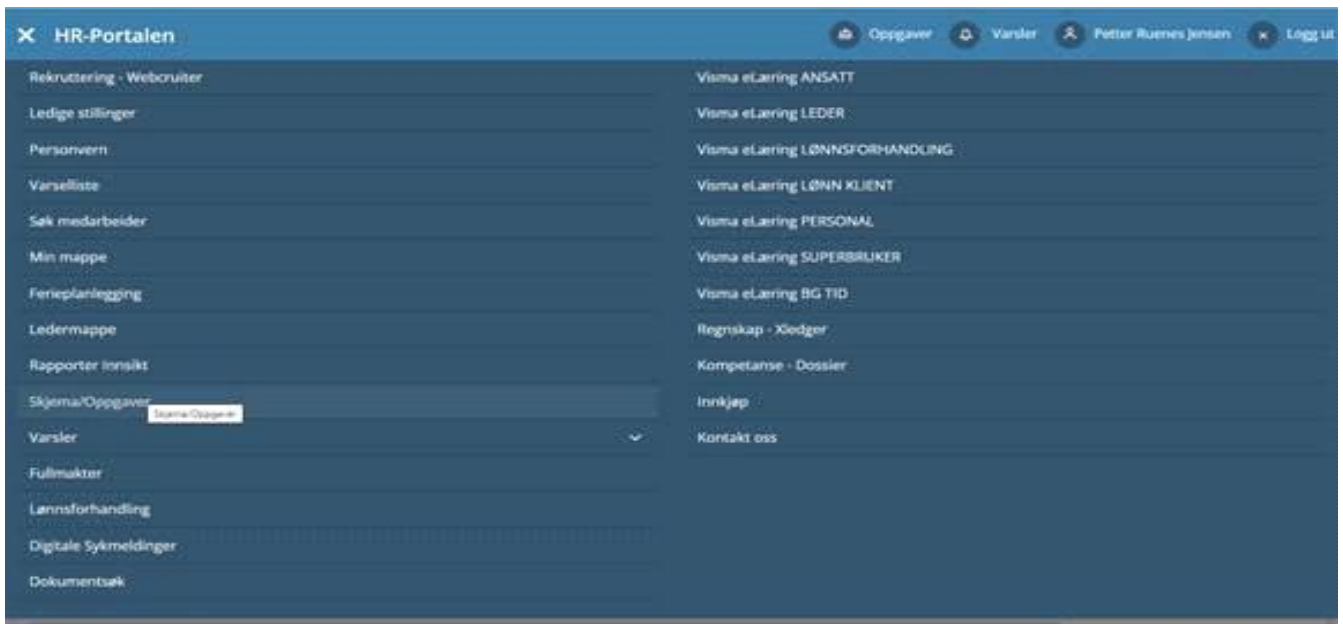 HR-Portalen
Oppgaver
Varsler
Petter Ruenes Jensen
Logg ut
Rekruttering - Webcruiter
Ledige stillinger
Personvern
Varselliste
Søk medarbeider
Min mappe
Ferieplanlegging
Ledermappe
Rapporter Innsikt
Skjema/Oppgaver
Skjema/Oppgaver
Varsler
Fullmakter
Lønnsforhandling
Digitale Sykmeldinger
Dokumentsøk
Visma eLæring ANSATT
Visma eLæring LEDER
Visma eLæring LØNNSFORHANDLING
Visma eLæring LØNN KLIENT
Visma eLæring PERSONAL
Visma eLæring SUPERBRUKER
Visma eLæring BG TID
Regnskap - Xledger
Kompetanse - Dossier
Innkjøp
Kontakt oss